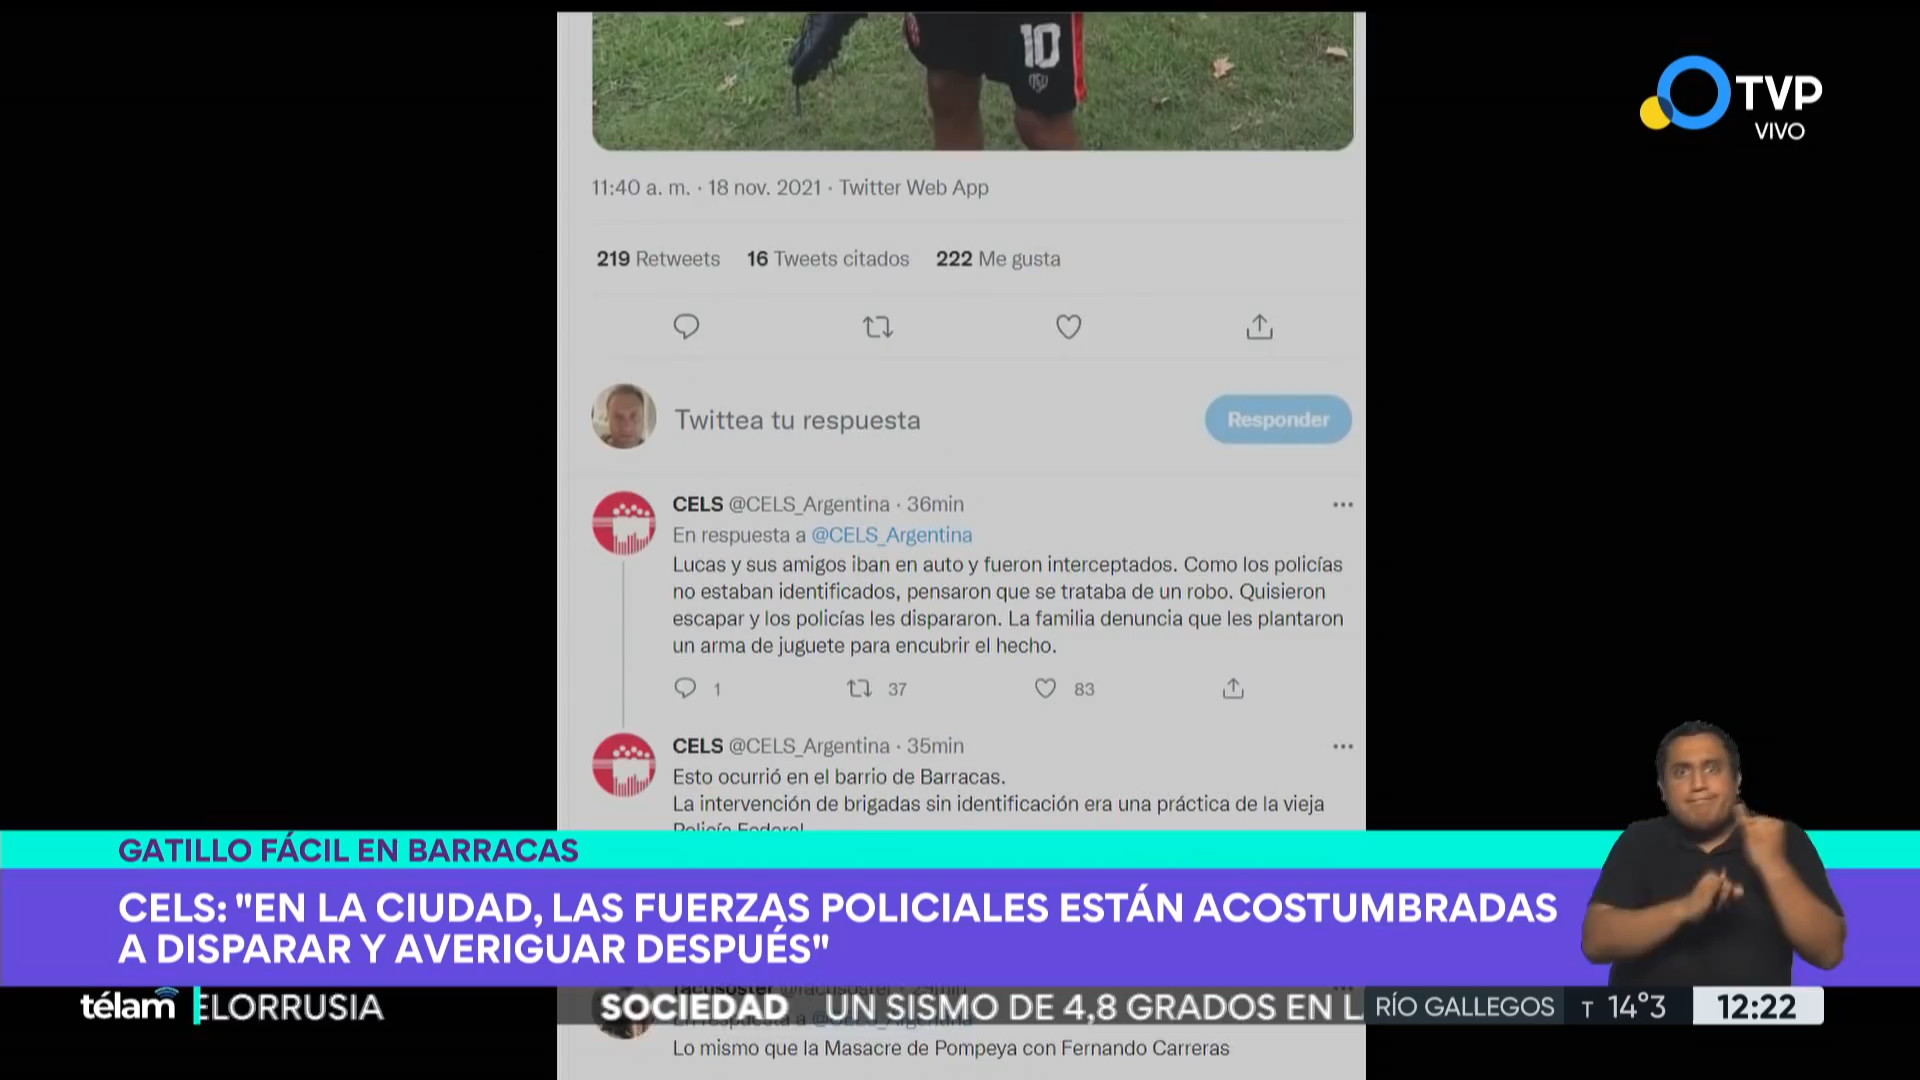 10
TVP
VIVO
11:40 a. m. · 18 nov. 2021 · Twitter Web App
219 Retweets 16 Tweets citados 222 Me gusta
Twittea tu respuesta
Responder
CELS @CELS_Argentina · 36min
En respuesta a @CELS_Argentina
Lucas y sus amigos iban en auto y fueron interceptados. Como los policías
no estaban identificados, pensaron que se trataba de un robo. Quisieron
escapar y los policías les dispararon. La familia denuncia que les plantaron
un arma de juguete para encubrir el hecho.
1 37 83
CELS @CELS_Argentina · 35min
Esto ocurrió en el barrio de Barracas.
La intervención de brigadas sin identificación era una práctica de la vieja
Policía Federal
GATILLO FÁCIL EN BARRACAS
CELS: "EN LA CIUDAD, LAS FUERZAS POLICIALES ESTÁN ACOSTUMBRADAS
A DISPARAR Y AVERIGUAR DESPUÉS"
télam ELORRUSIA SOCIEDAD UN SISMO DE 4,8 GRADOS EN L RÍO GALLEGOS T 14°3 12:22
En respuesta a @CELS_Argentina
Lo mismo que la Masacre de Pompeya con Fernando Carreras